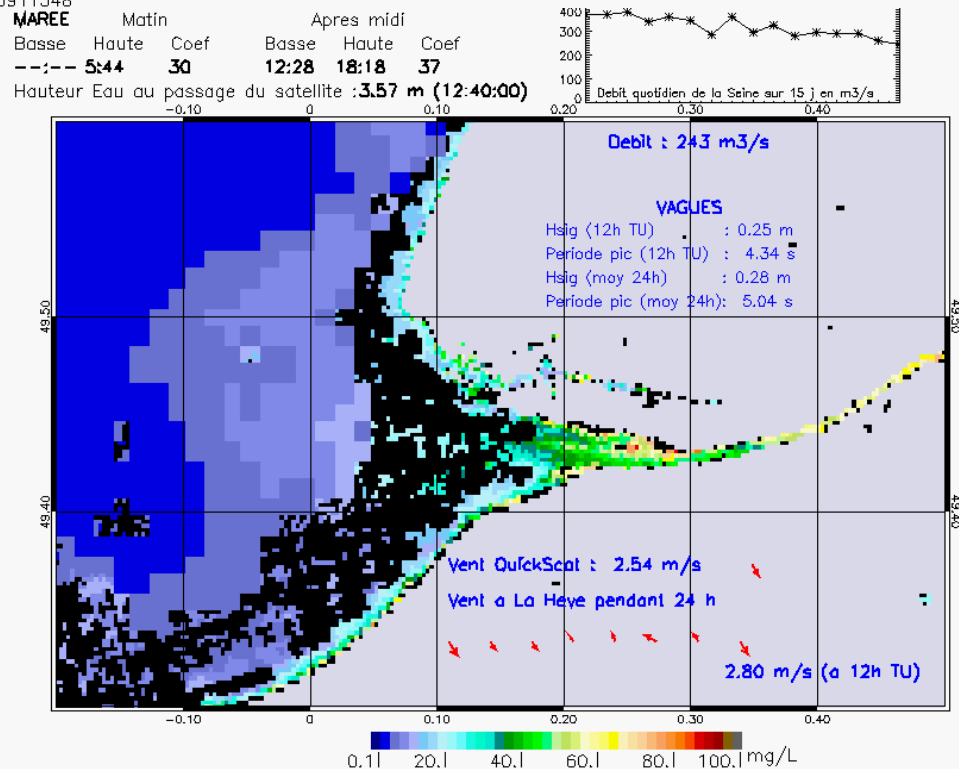 MAREE Matin Apres midi
Basse Haute Coef Basse Haute Coef
--:-- 5:44 30 12:28 18:18 37
Hauteur Eau au passage du satellite :3.57 m (12:40:00)
400
300
200
100
0
Debit quotidien de la Seine sur 15 j en m3/s
-0.10 0 0.10 0.20 0.30 0.40
Debit : 243 m3/s
VAGUES
Hsig (12h TU) : 0.25 m
Periode pic (12h TU) : 4.34 s
Hsig (moy 24h) : 0.28 m
Periode pic (moy 24h): 5.04 s
49.50 49.50
49.40 49.40
Vent QuickScat : 2.54 m/s
Vent a La Heve pendant 24 h
2.80 m/s (a 12h TU)
-0.10 0 0.10 0.20 0.30 0.40
0.1| 20.| 40.| 60.| 80.| 100.| mg/L